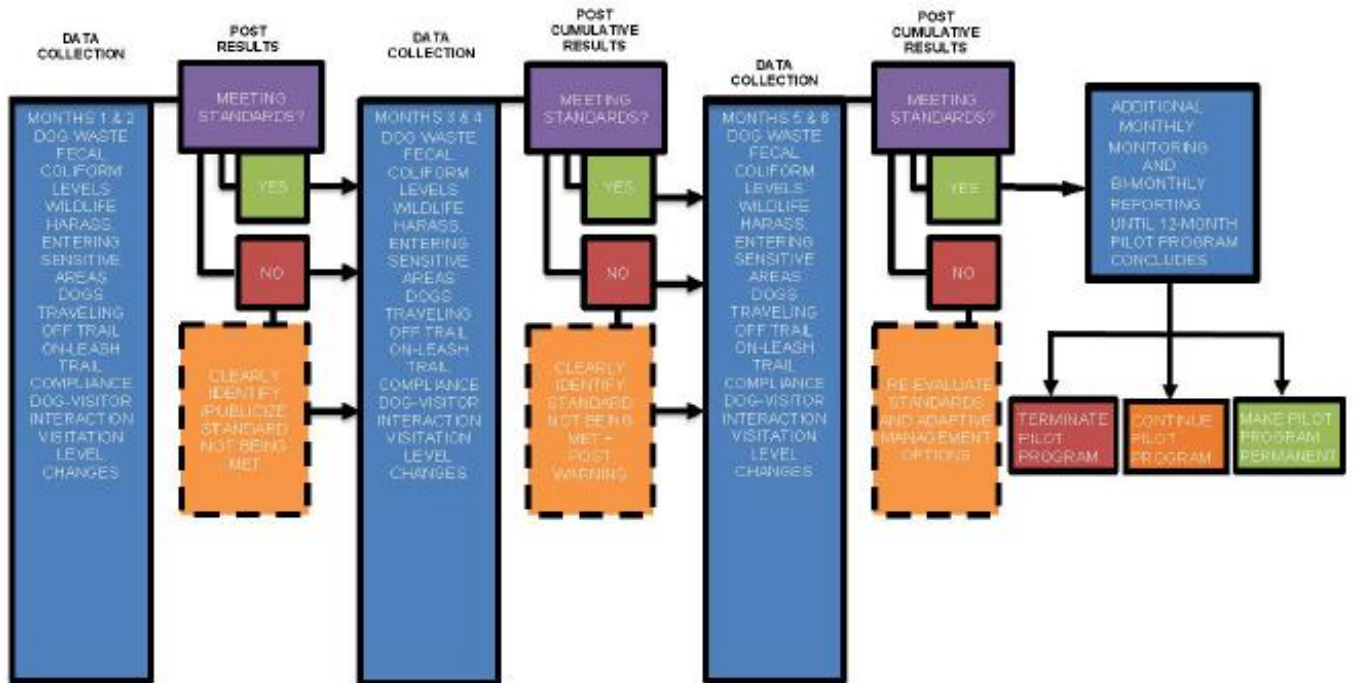 DATA
COLLECTION
POST
RESULTS
MEETING
STANDARDS?
MONTHS 1 & 2
DOG WASTE
FECAL
COLIFORM
LEVELS
WILDLIFE
HARASS.
ENTERING
SENSITIVE
AREAS
DOGS
TRAVELING
OFF TRAIL
ON-LEASH
TRAIL
COMPLIANCE
DOG-VISITOR
INTERACTION
VISITATION
LEVEL
CHANGES
YES
NO
CLEARLY
IDENTIFY
/PUBLICIZE
STANDARD
NOT BEING
MET
DATA
COLLECTION
MONTHS 3 & 4
DOG WASTE
FECAL
COLIFORM
LEVELS
WILDLIFE
HARASS.
ENTERING
SENSITIVE
AREAS
DOGS
TRAVELING
OFF TRAIL
ON-LEASH
TRAIL
COMPLIANCE
DOG-VISITOR
INTERACTION
VISITATION
LEVEL
CHANGES
POST
CUMULATIVE
RESULTS
MEETING
STANDARDS?
YES
NO
CLEARLY
IDENTIFY
STANDARD
NOT BEING
MET +
POST
WARNING
DATA
COLLECTION
MONTHS 5 & 6
DOG WASTE
FECAL
COLIFORM
LEVELS
WILDLIFE
HARASS.
ENTERING
SENSITIVE
AREAS
DOGS
TRAVELING
OFF TRAIL
ON-LEASH
TRAIL
COMPLIANCE
DOG-VISITOR
INTERACTION
VISITATION
LEVEL
CHANGES
POST
CUMULATIVE
RESULTS
MEETING
STANDARDS?
YES
NO
RE-EVALUATE
STANDARDS
AND ADAPTIVE
MANAGEMENT
OPTIONS
ADDITIONAL
MONTHLY
MONITORING
AND
BI-MONTHLY
REPORTING
UNTIL 12-MONTH
PILOT PROGRAM
CONCLUDES
TERMINATE
PILOT
PROGRAM
CONTINUE
PILOT
PROGRAM
MAKE PILOT
PROGRAM
PERMANENT